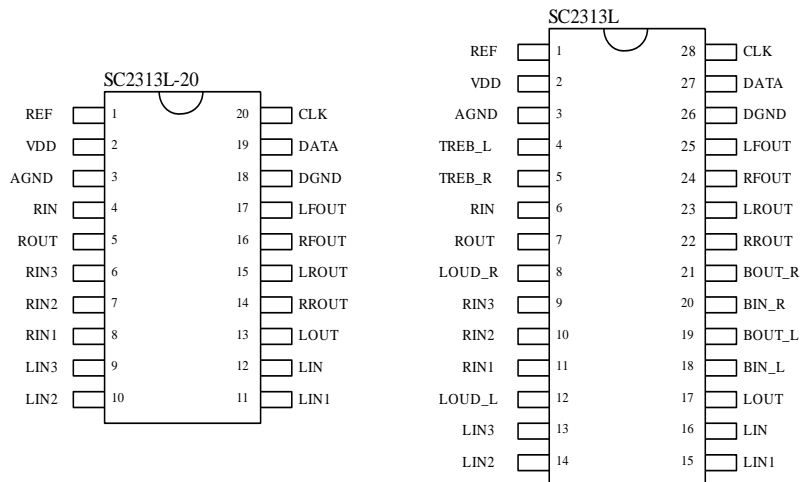 SC2313L-20
REF 1 20 CLK
VDD 2 19 DATA
AGND 3 18 DGND
RIN 4 17 LFOUT
ROUT 5 16 RFOUT
RIN3 6 15 LROUT
RIN2 7 14 RROUT
RIN1 8 13 LOUT
LIN3 9 12 LIN
LIN2 10 11 LIN1
SC2313L
REF 1 28 CLK
VDD 2 27 DATA
AGND 3 26 DGND
TREB_L 4 25 LFOUT
TREB_R 5 24 RFOUT
RIN 6 23 LROUT
ROUT 7 22 RROUT
LOUD_R 8 21 BOUT_R
RIN3 9 20 BIN_R
RIN2 10 19 BOUT_L
RIN1 11 18 BIN_L
LOUD_L 12 17 LOUT
LIN3 13 16 LIN
LIN2 14 15 LIN1